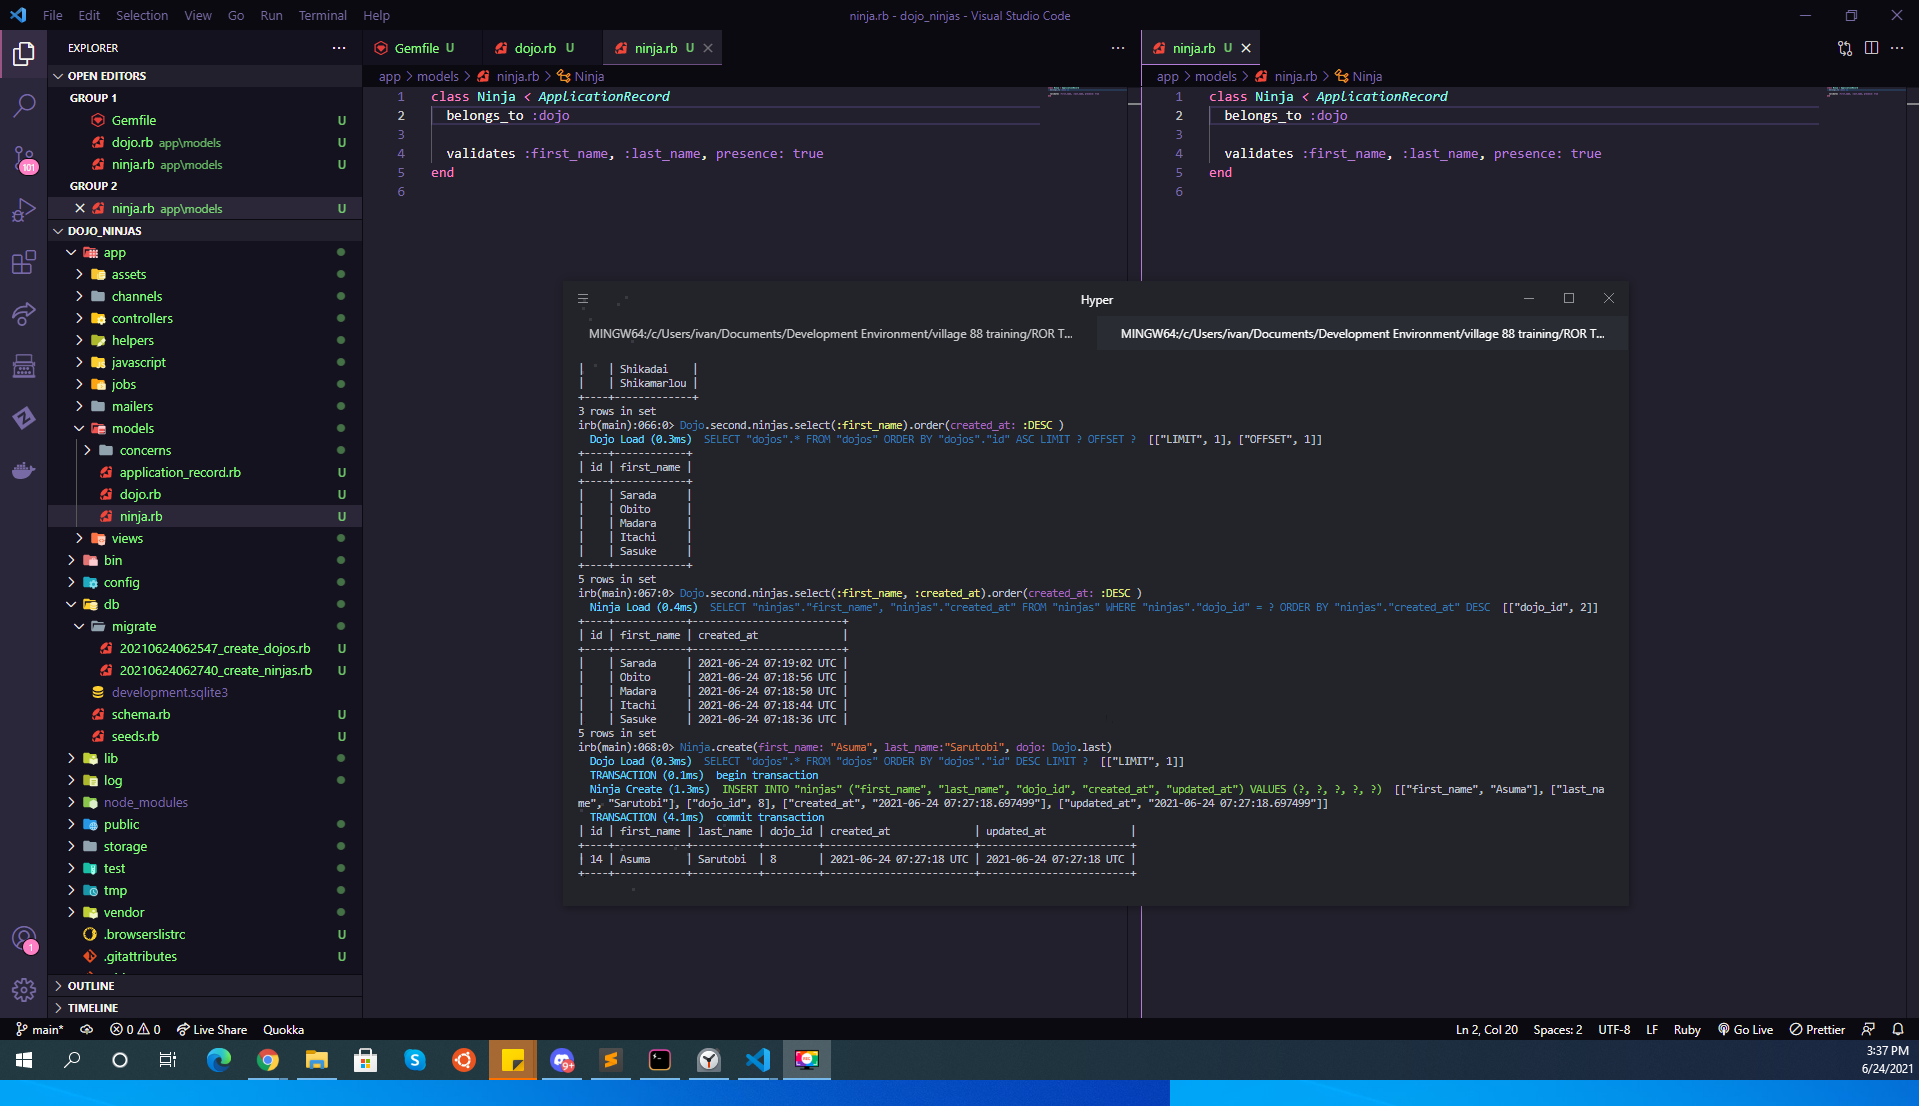 File Edit Selection View Go Run Terminal Help
ninja.rb - dojo_ninjas - Visual Studio Code
EXPLORER
OPEN EDITORS
GROUP 1
Gemfile U
dojo.rb app\models U
ninja.rb app\models U
GROUP 2
ninja.rb app\models U
DOJO_NINJAS
app
assets
channels
controllers
helpers
javascript
jobs
mailers
models
concerns
application_record.rb U
dojo.rb U
ninja.rb U
views
bin
config
db
migrate
20210624062547_create_dojos.rb U
20210624062740_create_ninjas.rb U
development.sqlite3
schema.rb U
seeds.rb U
lib
log
node_modules
public
storage
test
tmp
vendor
.browserslistrc U
.gitattributes U
OUTLINE
TIMELINE
101
1
Gemfile U dojo.rb U ninja.rb U
app > models > ninja.rb > Ninja
1 class Ninja < ApplicationRecord
2 belongs_to :dojo
3
4 validates :first_name, :last_name, presence: true
5 end
6
ninja.rb U
app > models > ninja.rb > Ninja
1 class Ninja < ApplicationRecord
2 belongs_to :dojo
3
4 validates :first_name, :last_name, presence: true
5 end
6
Hyper
MINGW64:/c/Users/ivan/Documents/Development Environment/village 88 training/ROR T...
MINGW64:/c/Users/ivan/Documents/Development Environment/village 88 training/ROR T...
|    | Shikadai    |
|    | Shikamarlou |
+----+-------------+
3 rows in set
irb(main):066:0> Dojo.second.ninjas.select(:first_name).order(created_at: :DESC )
Dojo Load (0.3ms)  SELECT "dojos".* FROM "dojos" ORDER BY "dojos"."id" ASC LIMIT ? OFFSET ?  [["LIMIT", 1], ["OFFSET", 1]]
+----+------------+
| id | first_name |
+----+------------+
|    | Sarada     |
|    | Obito      |
|    | Madara     |
|    | Itachi     |
|    | Sasuke     |
+----+------------+
5 rows in set
irb(main):067:0> Dojo.second.ninjas.select(:first_name, :created_at).order(created_at: :DESC )
Ninja Load (0.4ms)  SELECT "ninjas"."first_name", "ninjas"."created_at" FROM "ninjas" WHERE "ninjas"."dojo_id" = ? ORDER BY "ninjas"."created_at" DESC  [["dojo_id", 2]]
+----+------------+-------------------------+
| id | first_name | created_at              |
+----+------------+-------------------------+
|    | Sarada     | 2021-06-24 07:19:02 UTC |
|    | Obito      | 2021-06-24 07:18:56 UTC |
|    | Madara     | 2021-06-24 07:18:50 UTC |
|    | Itachi     | 2021-06-24 07:18:44 UTC |
|    | Sasuke     | 2021-06-24 07:18:36 UTC |
5 rows in set
irb(main):068:0> Ninja.create(first_name: "Asuma", last_name:"Sarutobi", dojo: Dojo.last)
Dojo Load (0.3ms)  SELECT "dojos".* FROM "dojos" ORDER BY "dojos"."id" DESC LIMIT ?  [["LIMIT", 1]]
TRANSACTION (0.1ms)  begin transaction
Ninja Create (1.3ms)  INSERT INTO "ninjas" ("first_name", "last_name", "dojo_id", "created_at", "updated_at") VALUES (?, ?, ?, ?, ?)  [["first_name", "Asuma"], ["last_na
me", "Sarutobi"], ["dojo_id", 8], ["created_at", "2021-06-24 07:27:18.697499"], ["updated_at", "2021-06-24 07:27:18.697499"]]
TRANSACTION (4.1ms)  commit transaction
| id | first_name | last_name | dojo_id | created_at              | updated_at              |
+----+------------+-----------+---------+-------------------------+-------------------------+
| 14 | Asuma      | Sarutobi  | 8       | 2021-06-24 07:27:18 UTC | 2021-06-24 07:27:18 UTC |
+----+------------+-----------+---------+-------------------------+-------------------------+
main* 0 0 Live Share Quokka
Ln 2, Col 20 Spaces: 2 UTF-8 LF Ruby Go Live Prettier
9+
3:37 PM
6/24/2021